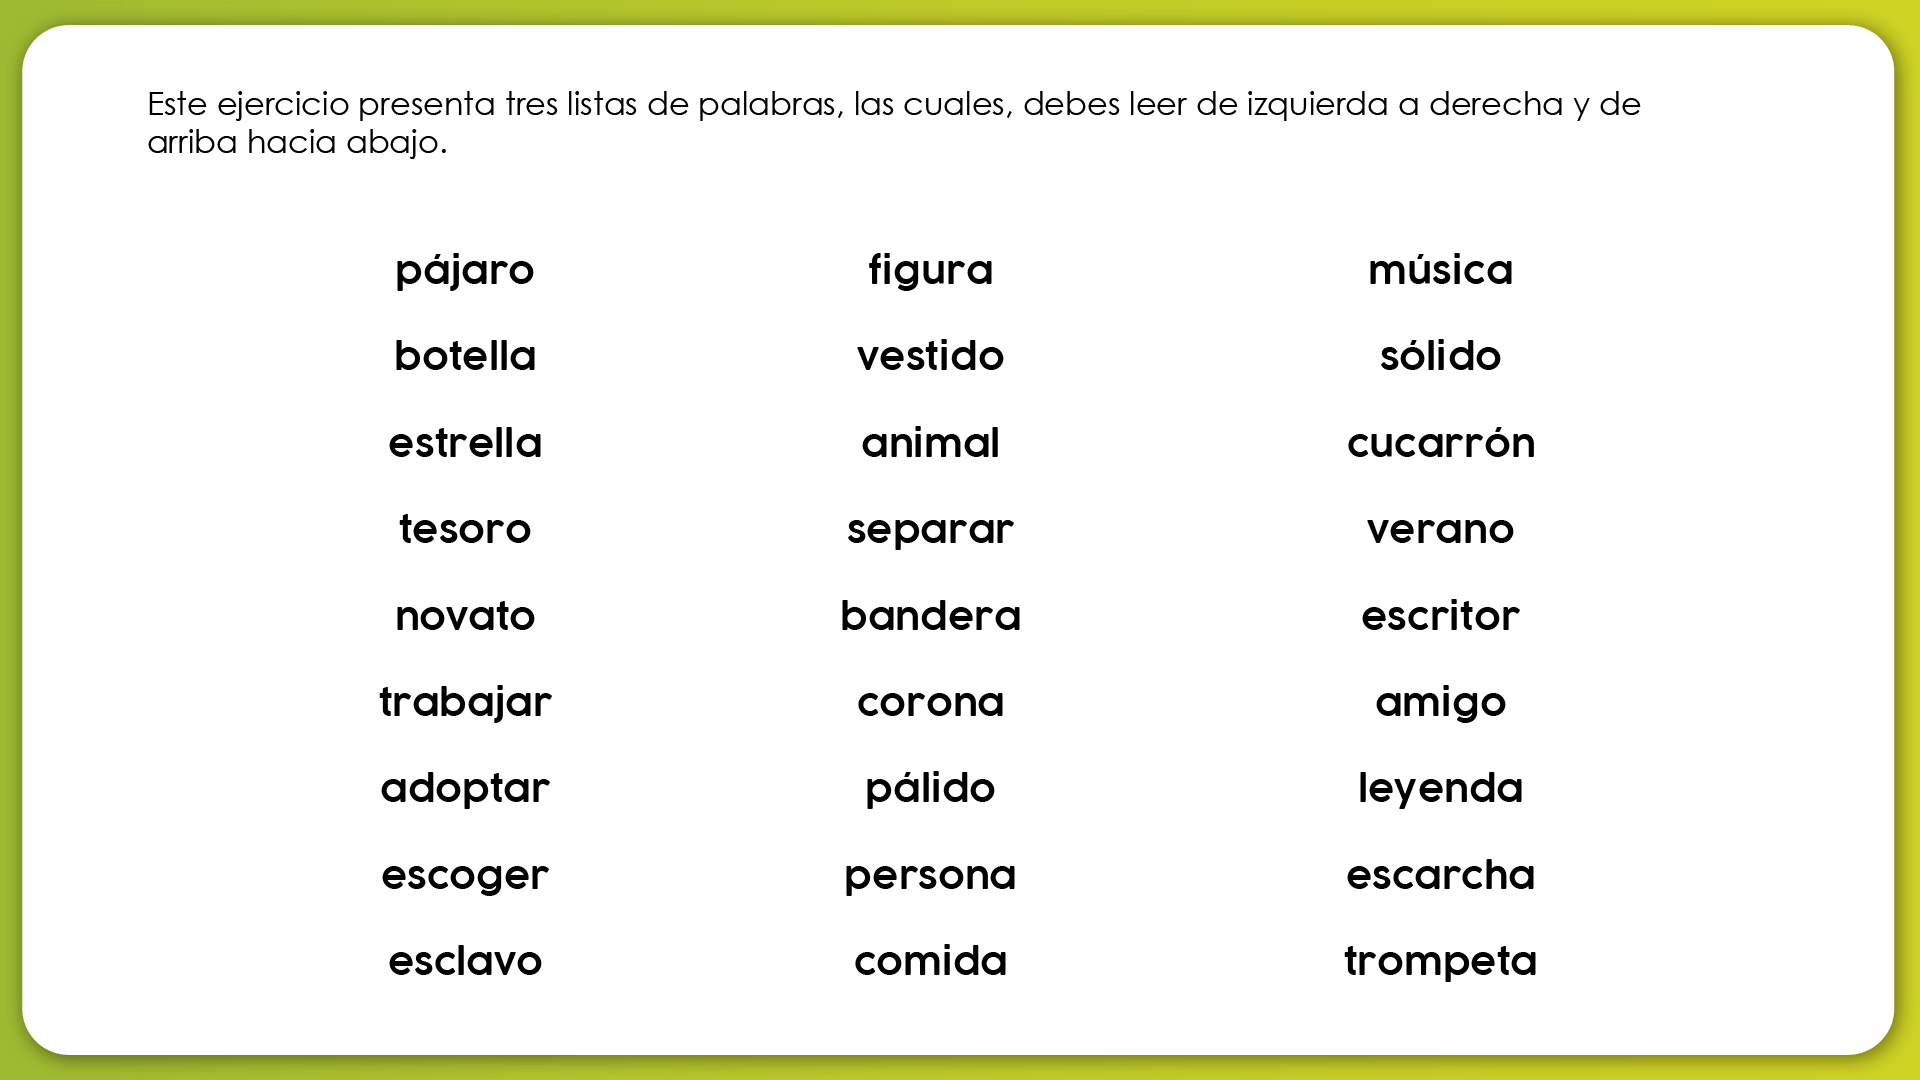 Este ejercicio presenta tres listas de palabras, las cuales, debes leer de izquierda a derecha y de
arriba hacia abajo.
pájaro figura música
botella vestido sólido
estrella animal cucarrón
tesoro separar verano
novato bandera escritor
trabajar corona amigo
adoptar pálido leyenda
escoger persona escarcha
esclavo comida trompeta